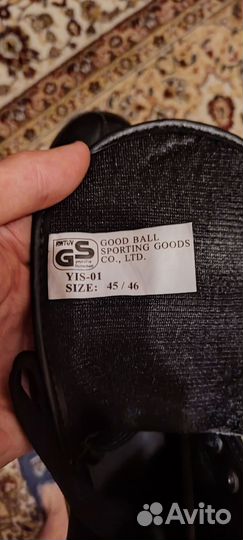 GS
GOOD BALL
SPORTING GOODS
CO., LTD.
YIS-01
SIZE: 45/46
Avito